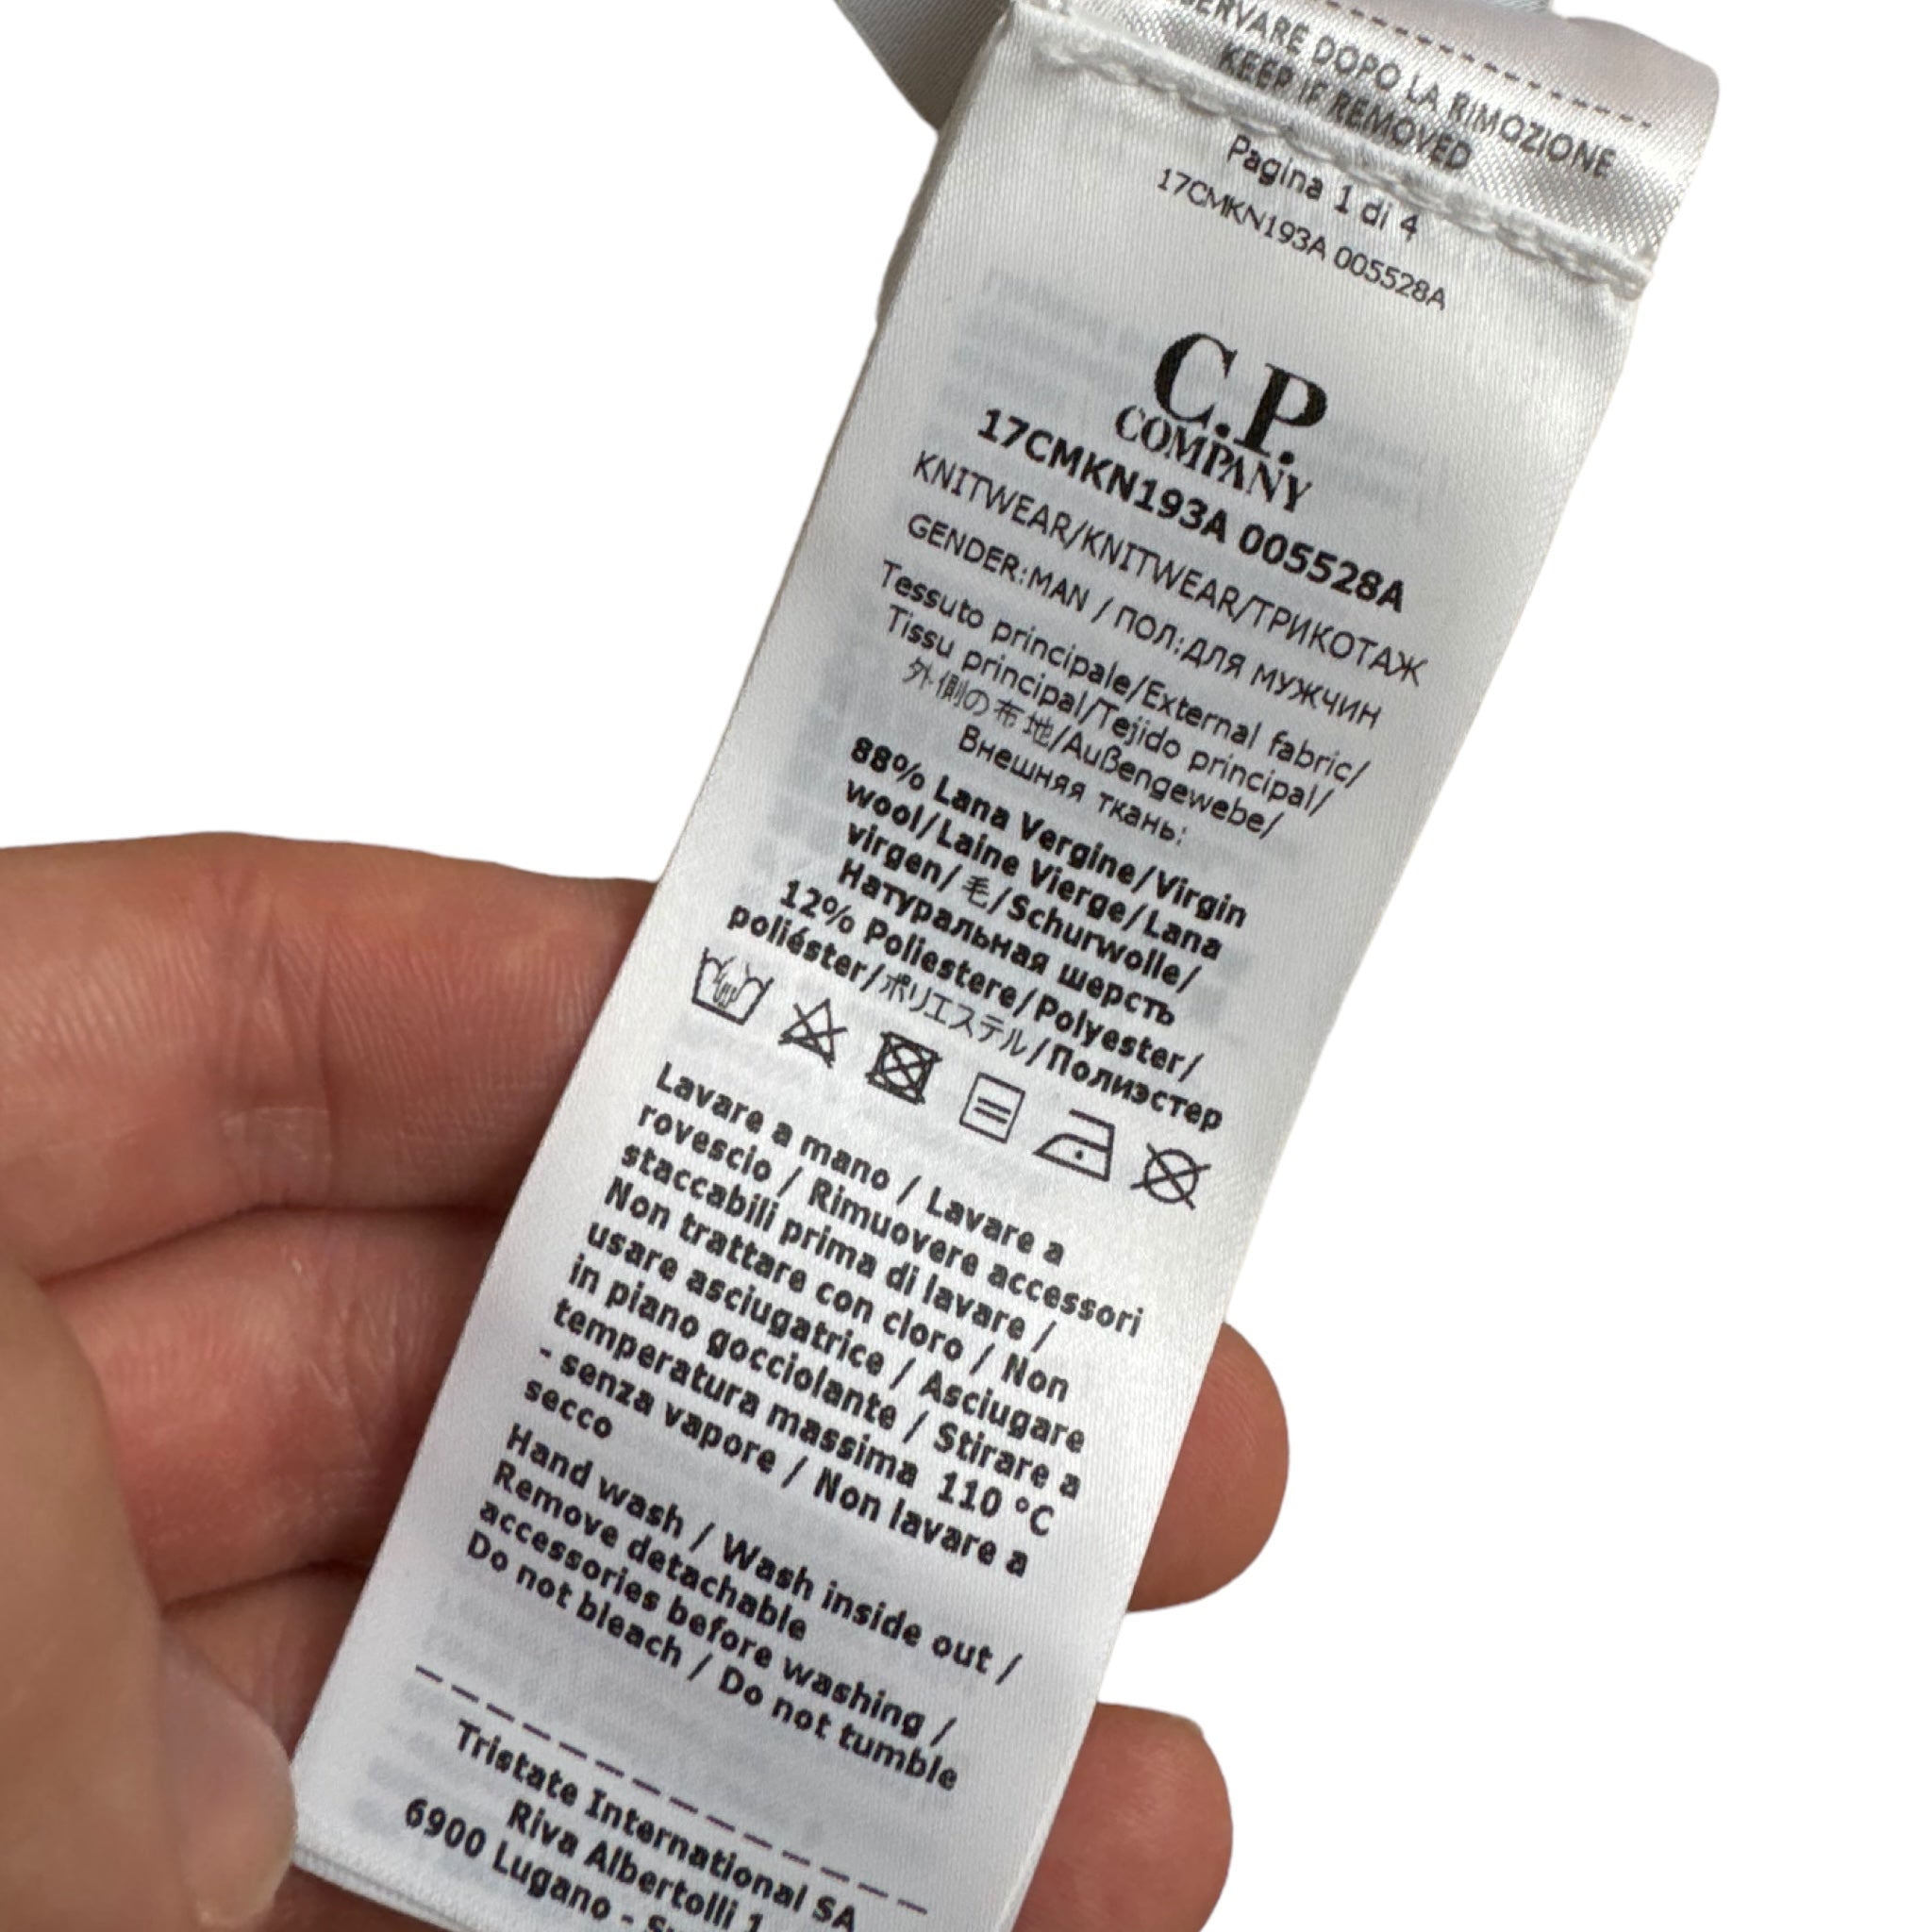 DOPO LA RIMOZIONE
KEEP IF REMOVED
Pagina 1 di 4
17CMKN193A 005528A
C.P.
COMPANY
17CMKN193A 005528A
KNITWEAR/KNITWEAR/ТРИКОТАЖ
GENDER:MAN / ПОЛ:ДЛЯ МУЖЧИН
Tessuto principale/External fabric/
Tissu principal/Tejido principal/
外側の布地/Außengewebe/
Внешняя ткань:
88% Lana Vergine/Virgin
wool/Laine Vierge/Lana
virgen/毛/Schurwolle/
Натуральная шерсть
12% Poliestere/Polyester/
poliéster/ポリエステル/Полиэстер
Lavare a mano / Lavare a
rovescio / Rimuovere accessori
staccabili prima di lavare /
Non trattare con cloro / Non
usare asciugatrice / Asciugare
in piano gocciolante / Stirare a
temperatura massima 110 °C
- senza vapore / Non lavare a
secco
Hand wash / Wash inside out /
Remove detachable
accessories before washing /
Do not bleach / Do not tumble
Tristate International SA
Riva Albertolli 1
6900 Lugano -